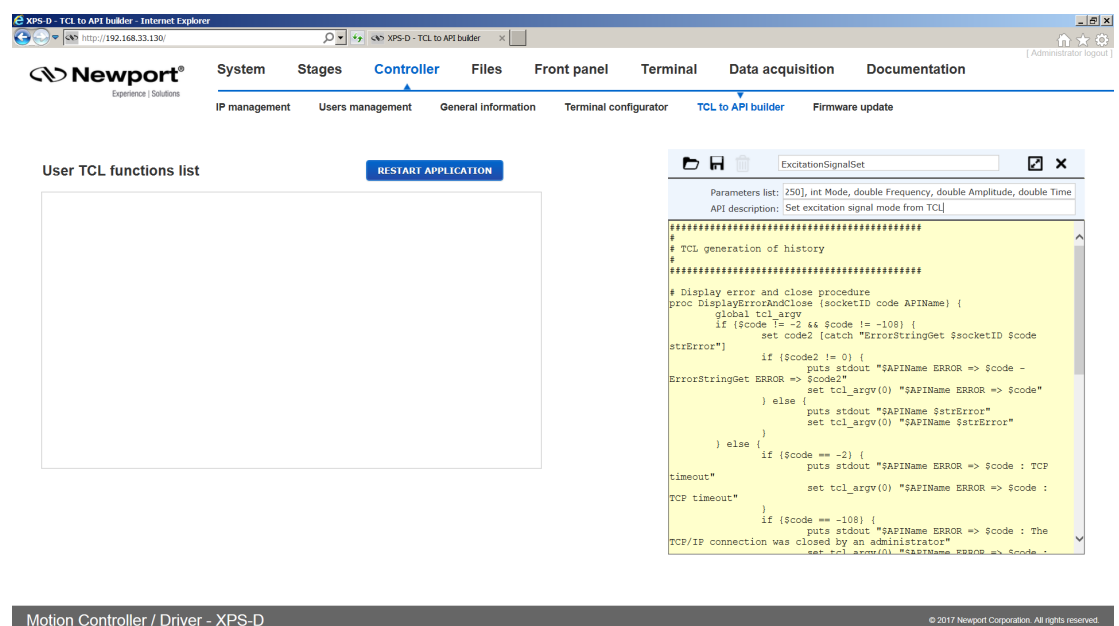 XPS-D - TCL to API builder - Internet Explorer
http://192.168.33.130/
XPS-D - TCL to API builder
[ Administrator logout ]
Newport®
Experience | Solutions
System Stages Controller Files Front panel Terminal Data acquisition Documentation
IP management Users management General information Terminal configurator TCL to API builder Firmware update
User TCL functions list
RESTART APPLICATION
ExcitationSignalSet
Parameters list: 250], int Mode, double Frequency, double Amplitude, double Time
API description: Set excitation signal mode from TCL
############################################
#
# TCL generation of history
#
############################################
# Display error and close procedure
proc DisplayErrorAndClose {socketID code APIName} {
global tcl_argv
if {$code != -2 && $code != -108} {
set code2 [catch "ErrorStringGet $socketID $code
strError"]
if {$code2 != 0} {
puts stdout "$APIName ERROR => $code -
ErrorStringGet ERROR => $code2"
set tcl_argv(0) "$APIName ERROR => $code"
} else {
puts stdout "$APIName $strError"
set tcl_argv(0) "$APIName $strError"
}
} else {
if {$code == -2} {
puts stdout "$APIName ERROR => $code : TCP
timeout"
set tcl_argv(0) "$APIName ERROR => $code :
TCP timeout"
}
if {$code == -108} {
puts stdout "$APIName ERROR => $code : The
TCP/IP connection was closed by an administrator"
set tcl_argv(0) "$APIName ERROR => $code :
Motion Controller / Driver - XPS-D
© 2017 Newport Corporation. All rights reserved.